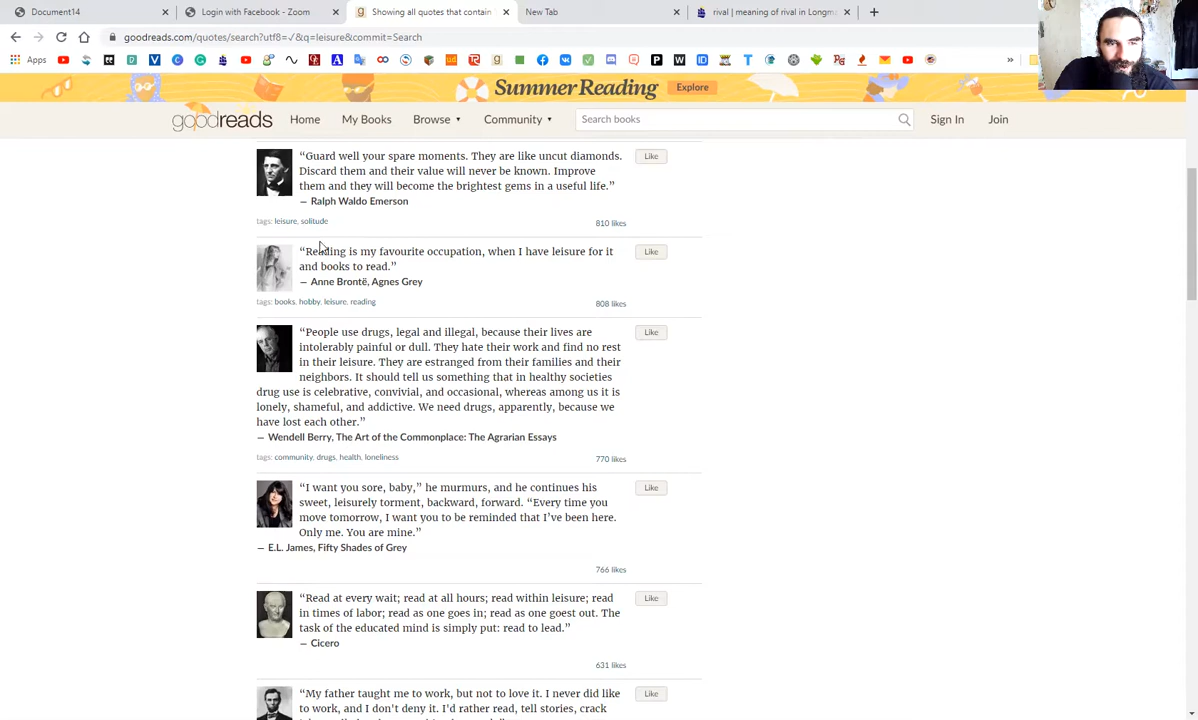 Document14
Login with Facebook - Zoom
Showing all quotes that contain
New Tab
rival | meaning of rival in Longm
goodreads.com/quotes/search?utf8=✓&q=leisure&commit=Search
Apps
Summer Reading
Explore
goodreads
Home
My Books
Browse
Community
Search books
Sign In
Join
“Guard well your spare moments. They are like uncut diamonds.
Discard them and their value will never be known. Improve
them and they will become the brightest gems in a useful life.”
— Ralph Waldo Emerson
Like
tags: leisure, solitude
810 likes
“Reading is my favourite occupation, when I have leisure for it
and books to read.”
— Anne Brontë, Agnes Grey
Like
tags: books, hobby, leisure, reading
808 likes
“People use drugs, legal and illegal, because their lives are
intolerably painful or dull. They hate their work and find no rest
in their leisure. They are estranged from their families and their
neighbors. It should tell us something that in healthy societies
drug use is celebrative, convivial, and occasional, whereas among us it is
lonely, shameful, and addictive. We need drugs, apparently, because we
have lost each other.”
— Wendell Berry, The Art of the Commonplace: The Agrarian Essays
Like
tags: community, drugs, health, loneliness
770 likes
“I want you sore, baby,” he murmurs, and he continues his
sweet, leisurely torment, backward, forward. “Every time you
move tomorrow, I want you to be reminded that I’ve been here.
Only me. You are mine.”
— E.L. James, Fifty Shades of Grey
Like
766 likes
“Read at every wait; read at all hours; read within leisure; read
in times of labor; read as one goes in; read as one goest out. The
task of the educated mind is simply put: read to lead.”
— Cicero
Like
631 likes
“My father taught me to work, but not to love it. I never did like
to work, and I don't deny it. I'd rather read, tell stories, crack
Like